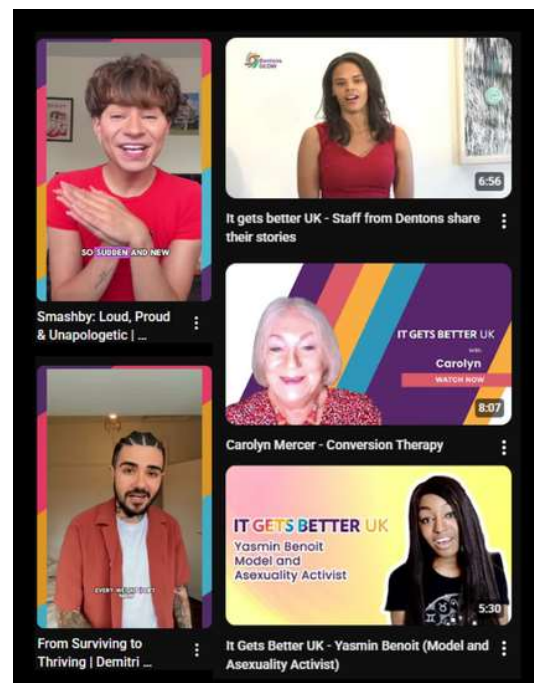 SO SUDDEN AND NEW
Smashby: Loud, Proud
& Unapologetic | ...
EVERY WEIGHT
From Surviving to
Thriving | Demitri ...
Dentons
6:56
It gets better UK - Staff from Dentons share
their stories
IT GETS BETTER UK
with
Carolyn
WATCH NOW
8:07
Carolyn Mercer - Conversion Therapy
IT GETS BETTER UK
Yasmin Benoit
Model and
Asexuality Activist
5:30
It Gets Better UK - Yasmin Benoit (Model and
Asexuality Activist)